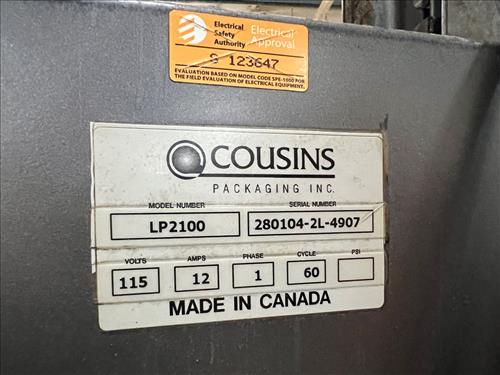 Electrical
Safety
Authority
Electrical
Approval
S 123647
EVALUATION BASED ON MODEL CODE SPE-1000 FOR
THE FIELD EVALUATION OF ELECTRICAL EQUIPMENT.
COUSINS
PACKAGING INC.
MODEL NUMBER SERIAL NUMBER
LP2100 280104-2L-4907
VOLTS AMPS PHASE CYCLE PSI
115 12 1 60
MADE IN CANADA